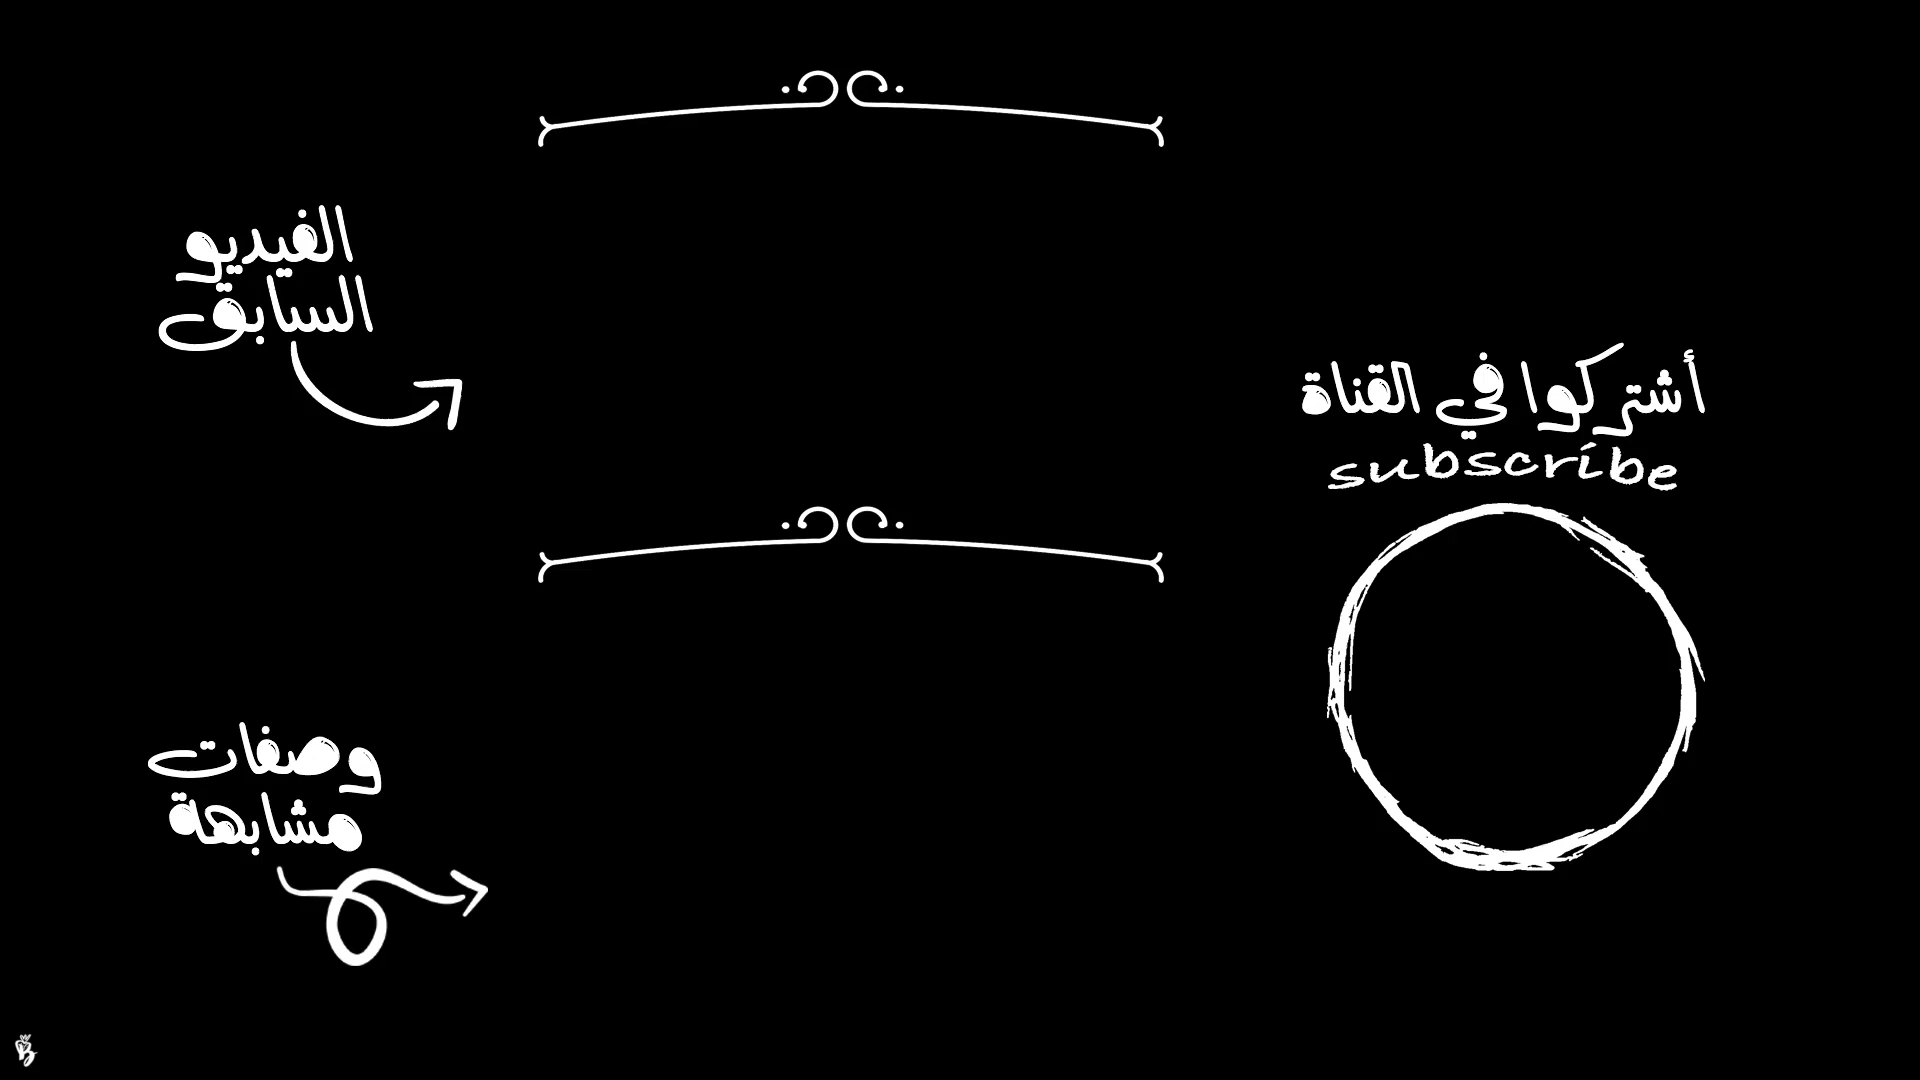 الفيديو
السابق
أشتركوا في القناة
subscribe
وصفات
مشابهة